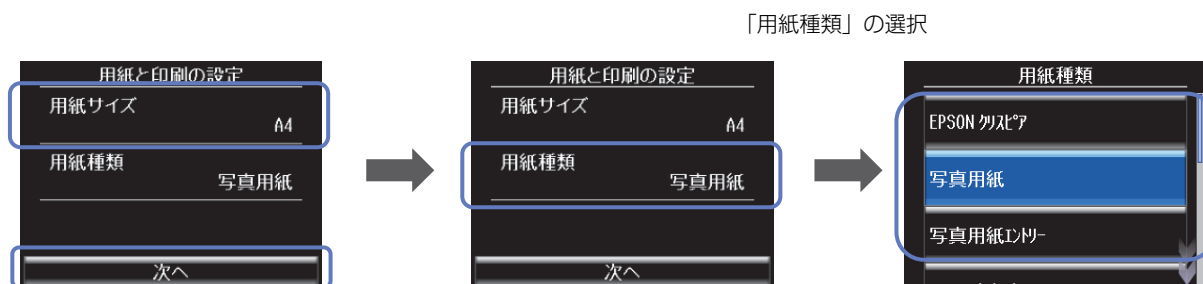 「用紙種類」の選択
用紙と印刷の設定
用紙サイズ
A4
用紙種類
写真用紙
次へ
用紙と印刷の設定
用紙サイズ
A4
用紙種類
写真用紙
次へ
用紙種類
EPSON ｸﾘｽﾋﾟｱ
写真用紙
写真用紙ｴﾝﾄﾘｰ